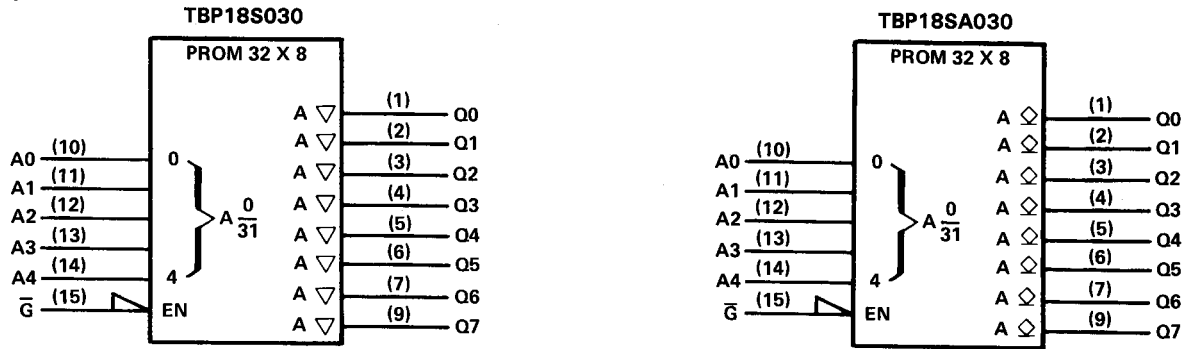 TBP18S030
PROM 32 X 8
A ▽ (1) Q0
A ▽ (2) Q1
A0 (10) 0 A ▽ (3) Q2
A1 (11) A ▽ (4) Q3
A2 (12) A 0/31 A ▽ (5) Q4
A3 (13) A ▽ (6) Q5
A4 (14) 4 A ▽ (7) Q6
G̅ (15) EN A ▽ (9) Q7
TBP18SA030
PROM 32 X 8
A ◇ (1) Q0
A ◇ (2) Q1
A0 (10) 0 A ◇ (3) Q2
A1 (11) A ◇ (4) Q3
A2 (12) A 0/31 A ◇ (5) Q4
A3 (13) A ◇ (6) Q5
A4 (14) 4 A ◇ (7) Q6
G̅ (15) EN A ◇ (9) Q7